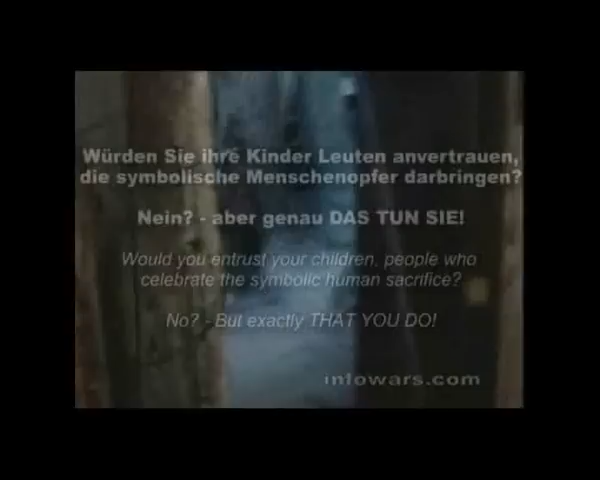 Würden Sie ihre Kinder Leuten anvertrauen,
die symbolische Menschenopfer darbringen?
Nein? - aber genau DAS TUN SIE!
Would you entrust your children, people who
celebrate the symbolic human sacrifice?
No? - But exactly THAT YOU DO!
infowars.com